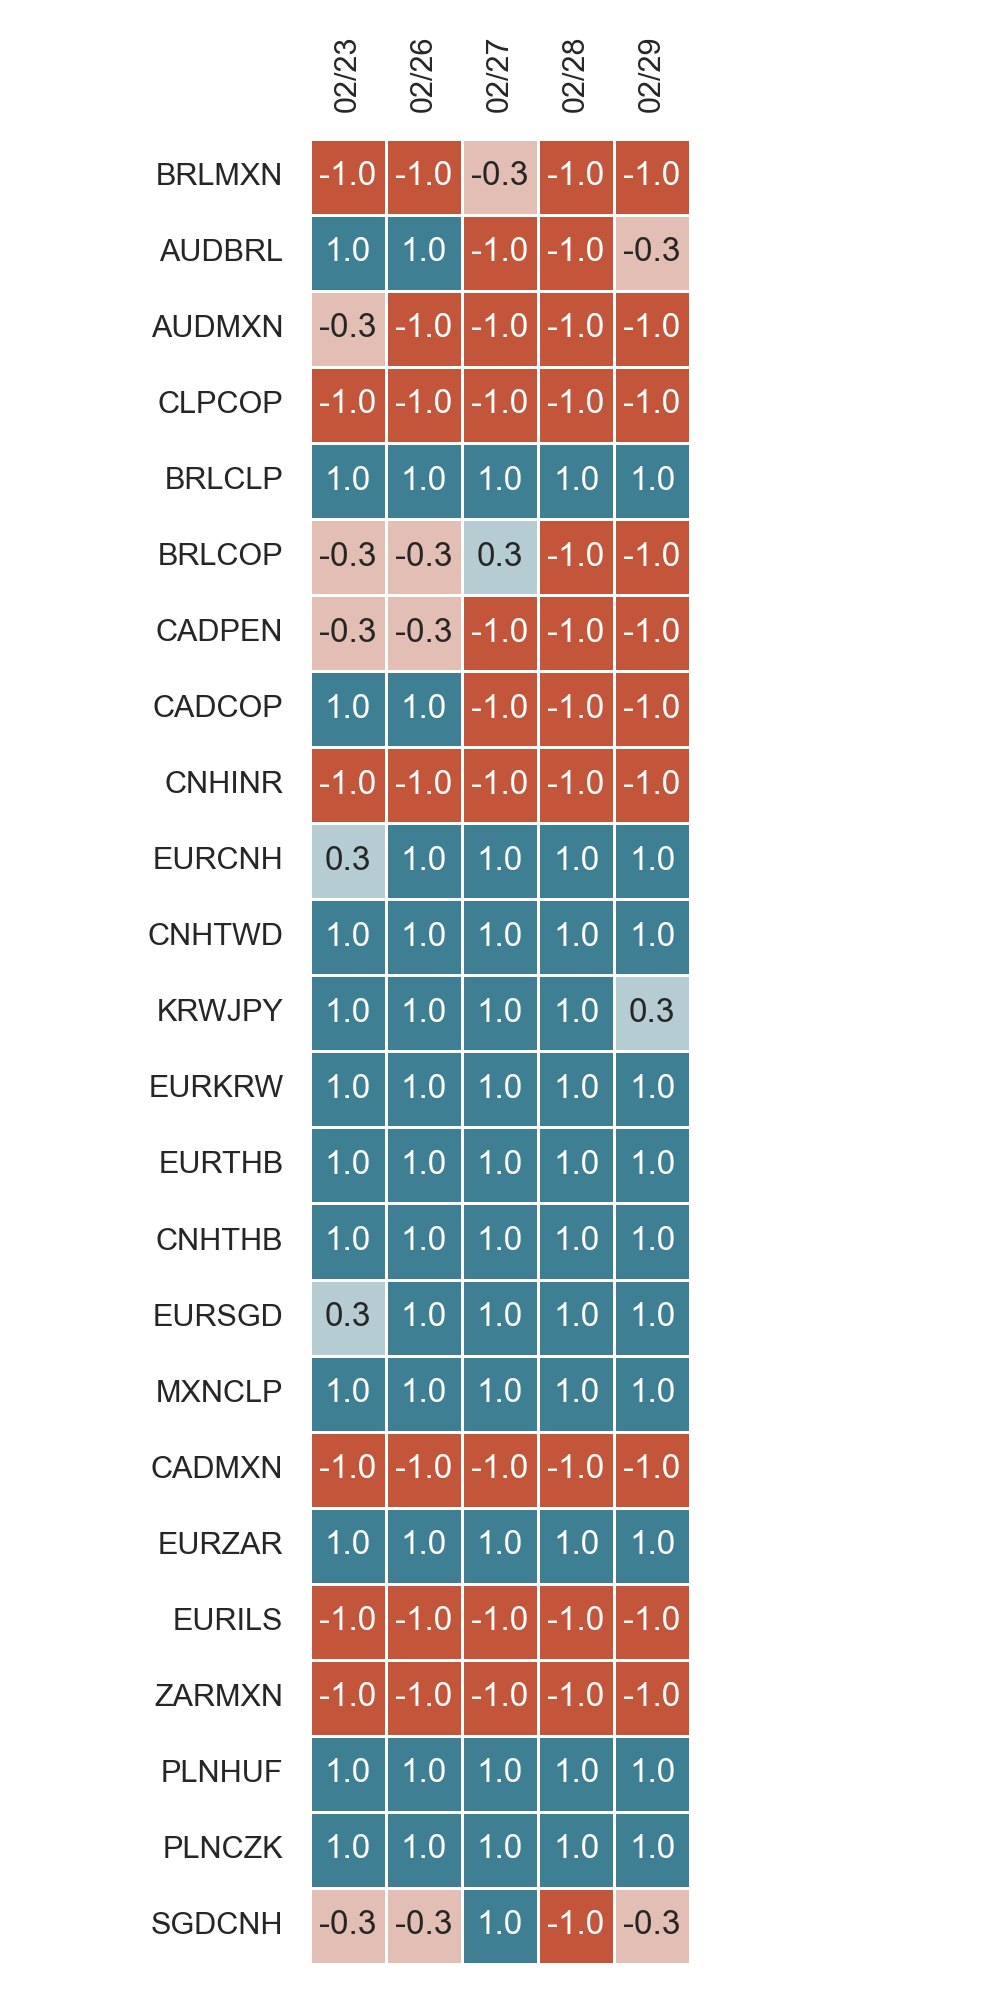 02/23 02/26 02/27 02/28 02/29
BRLMXN -1.0 -1.0 -0.3 -1.0 -1.0
AUDBRL 1.0 1.0 -1.0 -1.0 -0.3
AUDMXN -0.3 -1.0 -1.0 -1.0 -1.0
CLPCOP -1.0 -1.0 -1.0 -1.0 -1.0
BRLCLP 1.0 1.0 1.0 1.0 1.0
BRLCOP -0.3 -0.3 0.3 -1.0 -1.0
CADPEN -0.3 -0.3 -1.0 -1.0 -1.0
CADCOP 1.0 1.0 -1.0 -1.0 -1.0
CNHINR -1.0 -1.0 -1.0 -1.0 -1.0
EURCNH 0.3 1.0 1.0 1.0 1.0
CNHTWD 1.0 1.0 1.0 1.0 1.0
KRWJPY 1.0 1.0 1.0 1.0 0.3
EURKRW 1.0 1.0 1.0 1.0 1.0
EURTHB 1.0 1.0 1.0 1.0 1.0
CNHTHB 1.0 1.0 1.0 1.0 1.0
EURSGD 0.3 1.0 1.0 1.0 1.0
MXNCLP 1.0 1.0 1.0 1.0 1.0
CADMXN -1.0 -1.0 -1.0 -1.0 -1.0
EURZAR 1.0 1.0 1.0 1.0 1.0
EURILS -1.0 -1.0 -1.0 -1.0 -1.0
ZARMXN -1.0 -1.0 -1.0 -1.0 -1.0
PLNHUF 1.0 1.0 1.0 1.0 1.0
PLNCZK 1.0 1.0 1.0 1.0 1.0
SGDCNH -0.3 -0.3 1.0 -1.0 -0.3